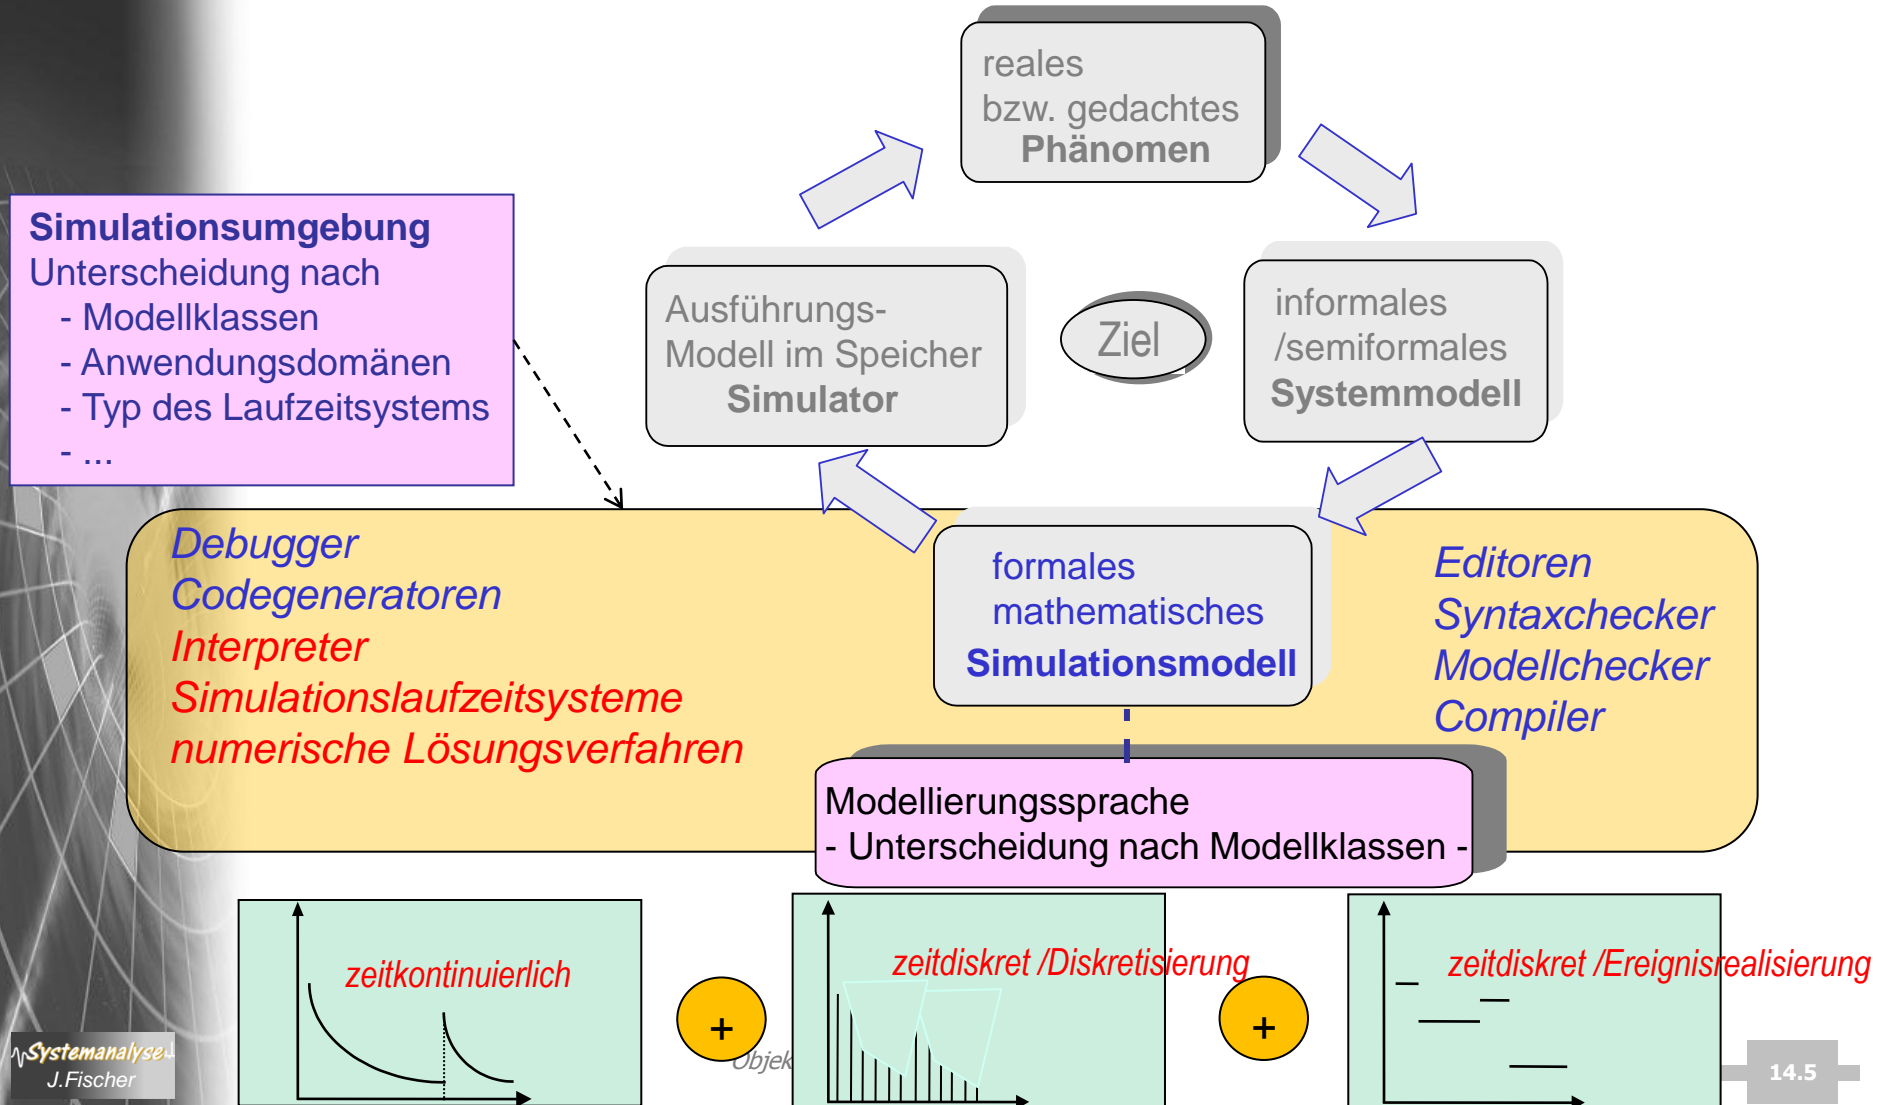 reales
bzw. gedachtes
Phänomen
Simulationsumgebung
Unterscheidung nach
- Modellklassen
- Anwendungsdomänen
- Typ des Laufzeitsystems
- ...
Ausführungs-
Modell im Speicher
Simulator
Ziel
informales
/semiformales
Systemmodell
Debugger
Codegeneratoren
Interpreter
Simulationslaufzeitsysteme
numerische Lösungsverfahren
formales
mathematisches
Simulationsmodell
Editoren
Syntaxchecker
Modellchecker
Compiler
Modellierungssprache
- Unterscheidung nach Modellklassen -
zeitkontinuierlich
+
zeitdiskret /Diskretisierung
+
zeitdiskret /Ereignisrealisierung
Systemanalyse
J.Fischer
Objek
14.5